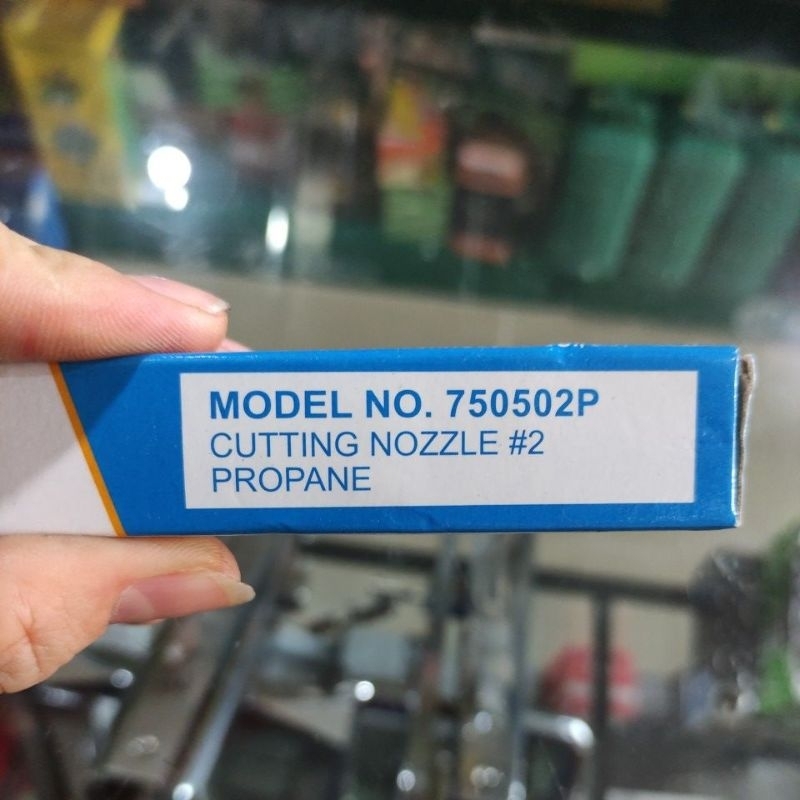 MODEL NO. 750502P
CUTTING NOZZLE #2
PROPANE